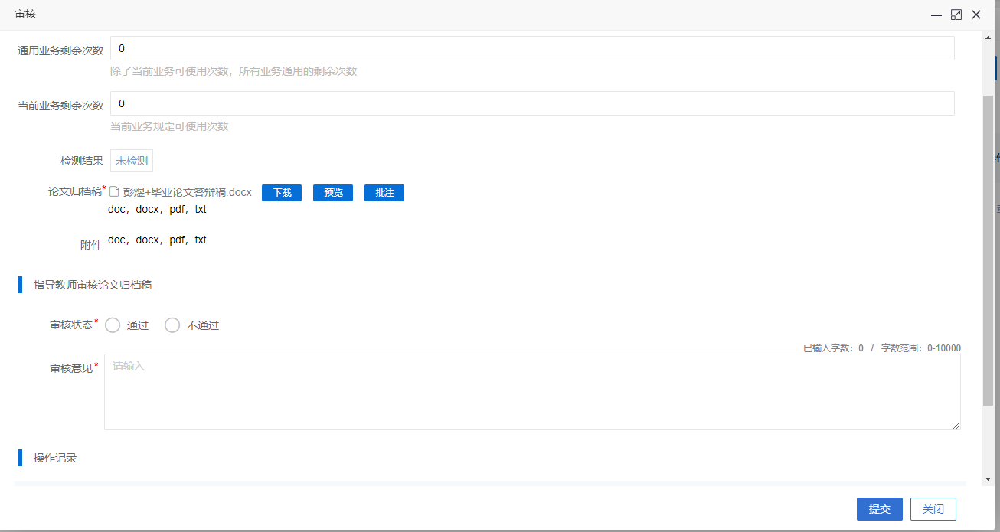 审核
通用业务剩余次数 0
除了当前业务可使用次数，所有业务通用的剩余次数
当前业务剩余次数 0
当前业务规定可使用次数
检测结果 未检测
论文归档稿* 彭煜+毕业论文答辩稿.docx 下载 预览 批注
doc，docx，pdf，txt
附件 doc，docx，pdf，txt
指导教师审核论文归档稿
审核状态* 通过 不通过
已输入字数：0 / 字数范围：0-10000
审核意见* 请输入
操作记录
提交 关闭